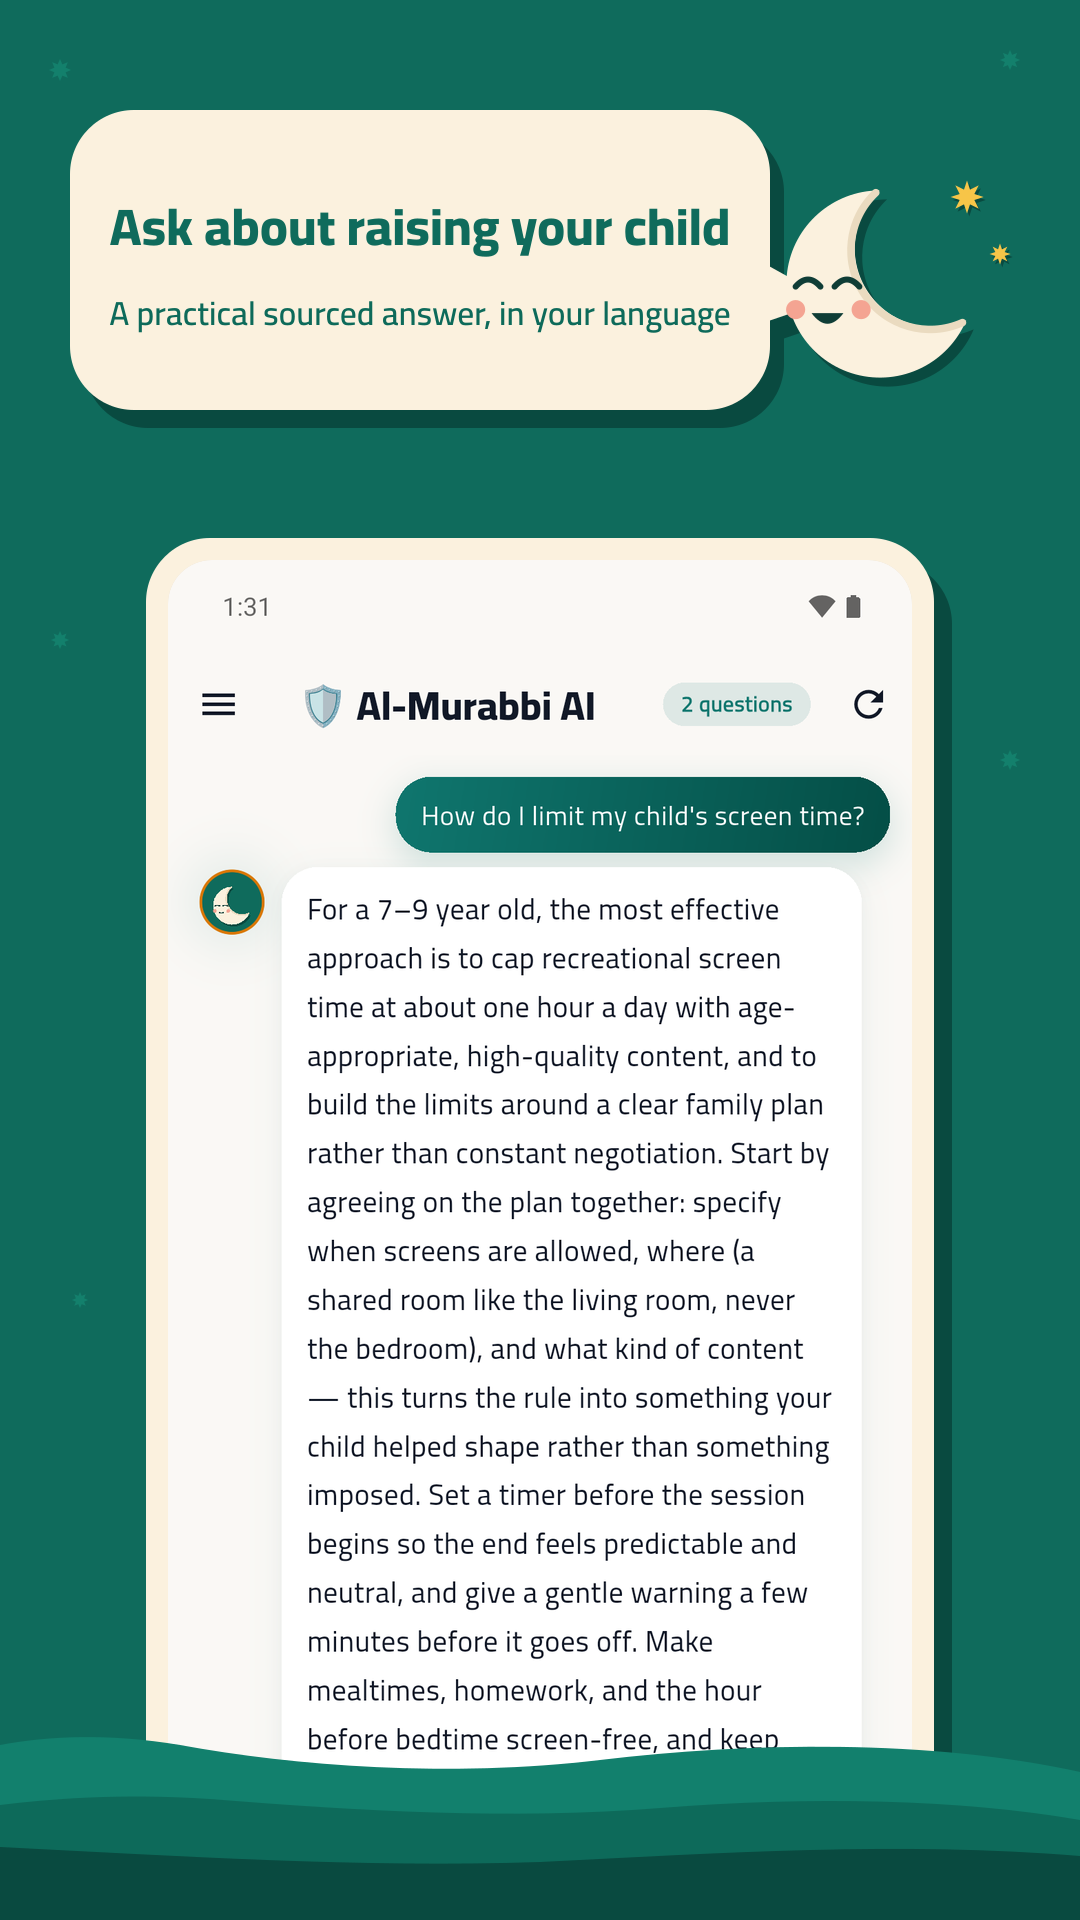 Ask about raising your child
A practical sourced answer, in your language
1:31
Al-Murabbi AI
2 questions
How do I limit my child's screen time?
For a 7–9 year old, the most effective
approach is to cap recreational screen
time at about one hour a day with age-
appropriate, high-quality content, and to
build the limits around a clear family plan
rather than constant negotiation. Start by
agreeing on the plan together: specify
when screens are allowed, where (a
shared room like the living room, never
the bedroom), and what kind of content
— this turns the rule into something your
child helped shape rather than something
imposed. Set a timer before the session
begins so the end feels predictable and
neutral, and give a gentle warning a few
minutes before it goes off. Make
mealtimes, homework, and the hour
before bedtime screen-free, and keep